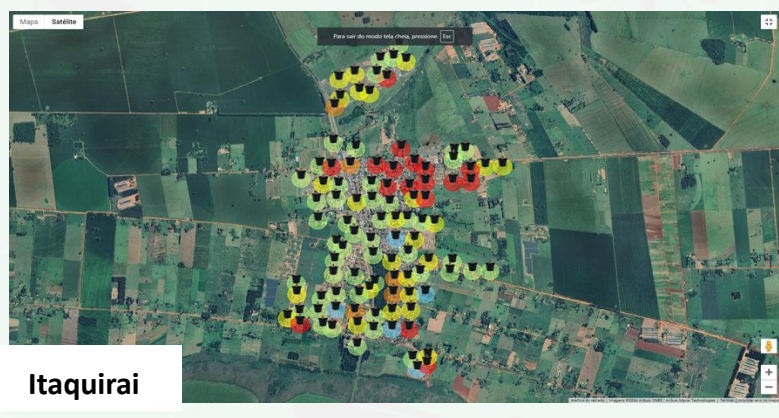 Mapa Satélite
Para sair do modo tela cheia, pressione Esc
Itaquirai